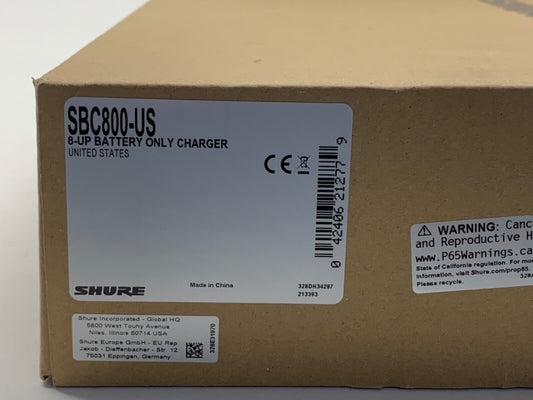 SBC800-US
8-UP BATTERY ONLY CHARGER
UNITED STATES
CE
0 42406 21277 9
SHURE
Made in China
328DH34297
213393
Shure Incorporated - Global HQ
5800 West Touhy Avenue
Niles, Illinois 60714 USA
Shure Europe GmbH - EU Rep
Jakob - Dieffenbacher - Str. 12
75031 Eppingen, Germany
328E31970
WARNING: Canc
and Reproductive H
www.P65Warnings.ca
State of California regulation. For mo
information, visit Shure.com/prop65.
Please recycle.